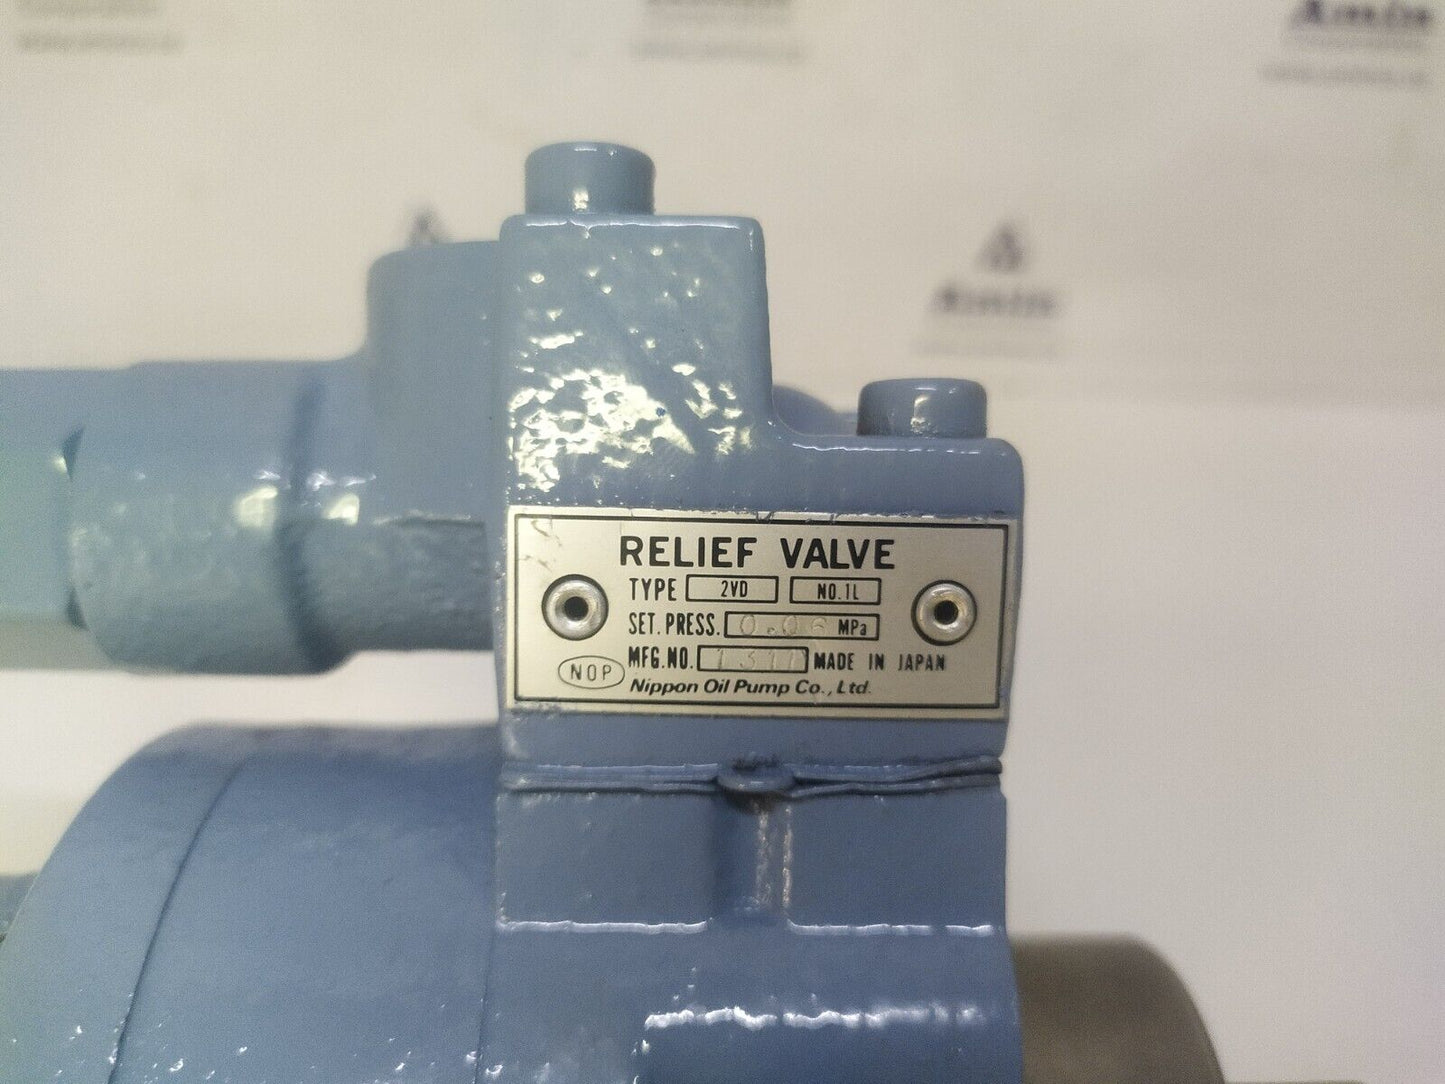 RELIEF VALVE
TYPE 2VD NO.1L
SET. PRESS. 0.06 MPa
MFG.NO. MADE IN JAPAN
NOP Nippon Oil Pump Co., Ltd.